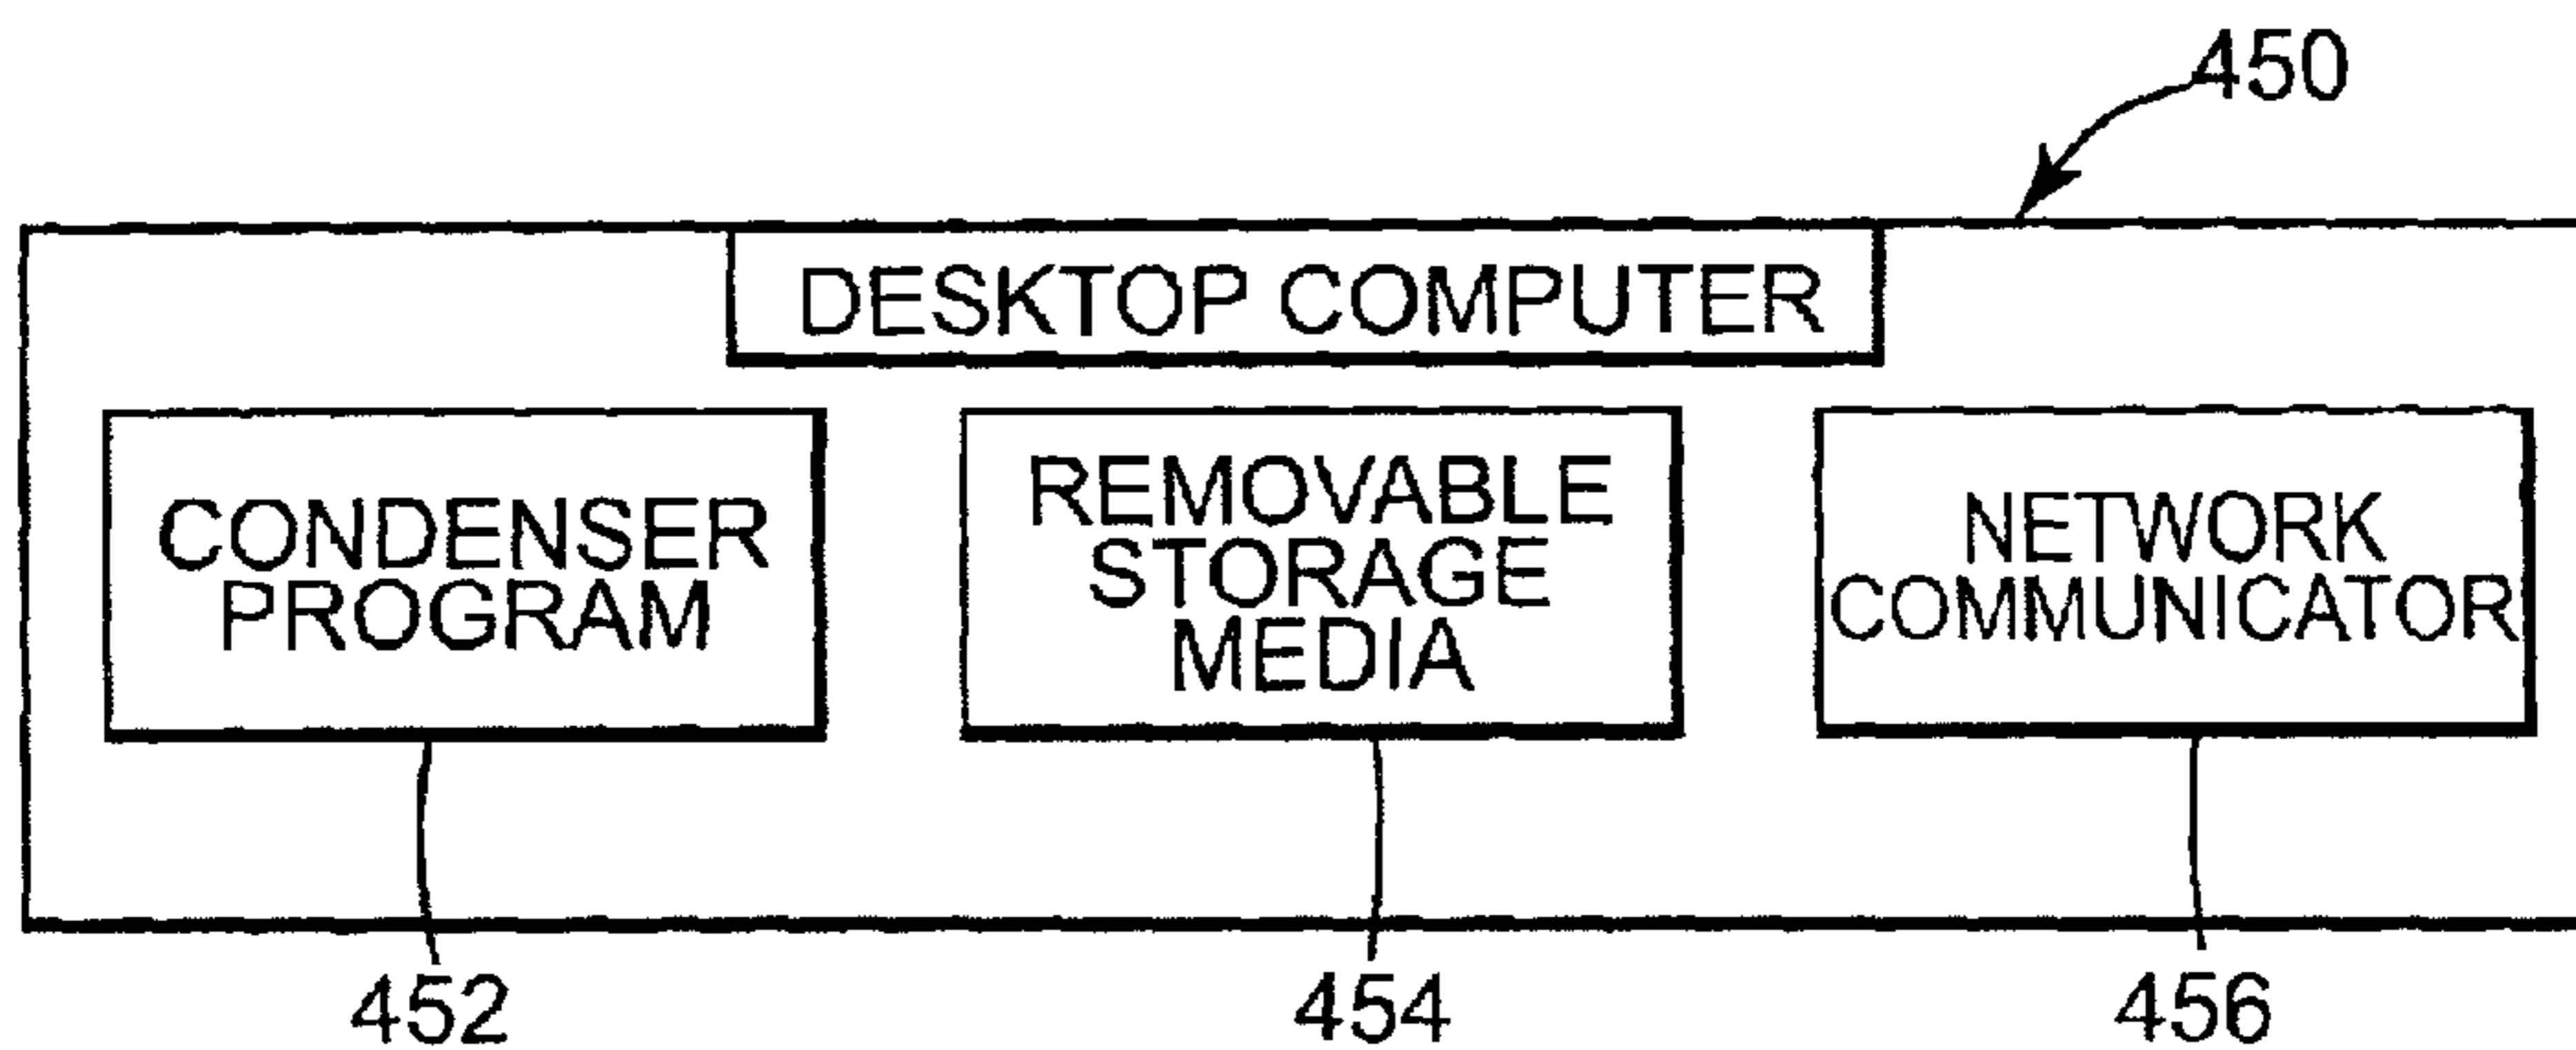 450
DESKTOP COMPUTER
CONDENSER
PROGRAM
REMOVABLE
STORAGE
MEDIA
NETWORK
COMMUNICATOR
452
454
456